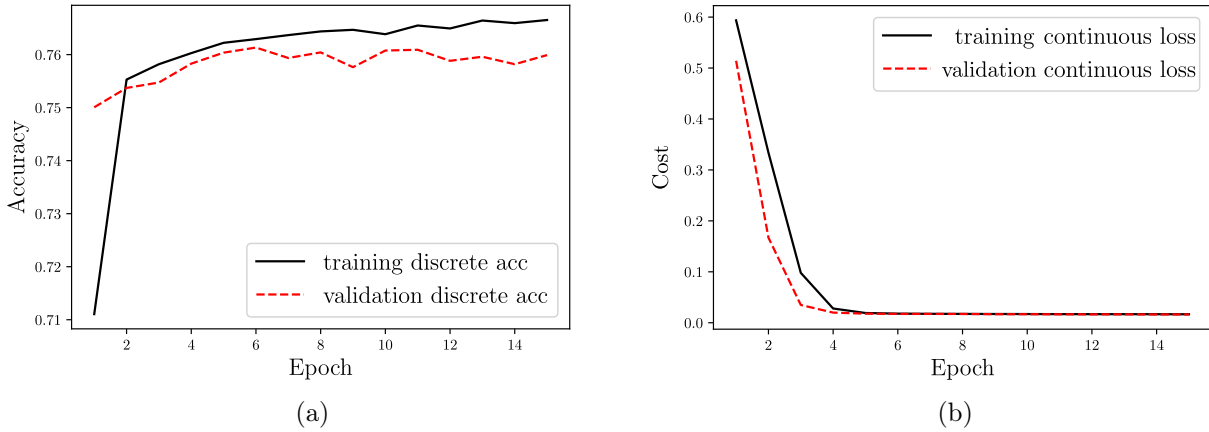 0.76
0.75
0.74
0.73
0.72
0.71
Accuracy
training discrete acc
validation discrete acc
2 4 6 8 10 12 14
Epoch
(a)
0.6
0.5
0.4
0.3
0.2
0.1
0.0
Cost
training continuous loss
validation continuous loss
2 4 6 8 10 12 14
Epoch
(b)